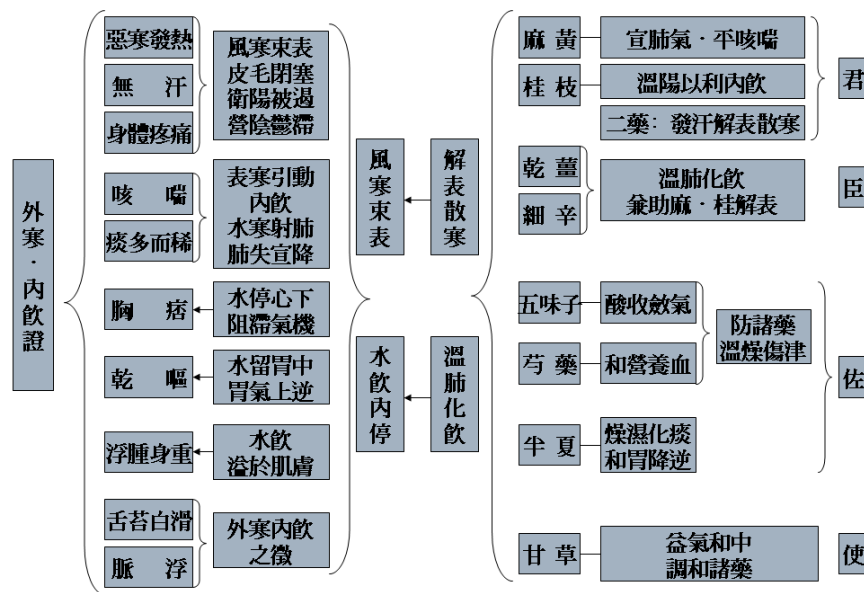 外寒·內飲證
惡寒發熱
無 汗
身體疼痛
風寒束表
皮毛閉塞
衛陽被遏
營陰鬱滯
咳 喘
痰多而稀
表寒引動
內飲
水寒射肺
肺失宣降
胸 痞
水停心下
阻滯氣機
乾 嘔
水留胃中
胃氣上逆
浮腫身重
水飲
溢於肌膚
舌苔白滑
脈 浮
外寒內飲
之徵
風寒束表
水飲內停
解表散寒
溫肺化飲
麻 黃
宣肺氣·平咳喘
桂 枝
溫陽以利內飲
二藥：發汗解表散寒
君
乾 薑
細 辛
溫肺化飲
兼助麻·桂解表
臣
五味子
酸收斂氣
芍 藥
和營養血
防諸藥
溫燥傷津
半 夏
燥濕化痰
和胃降逆
佐
甘 草
益氣和中
調和諸藥
使